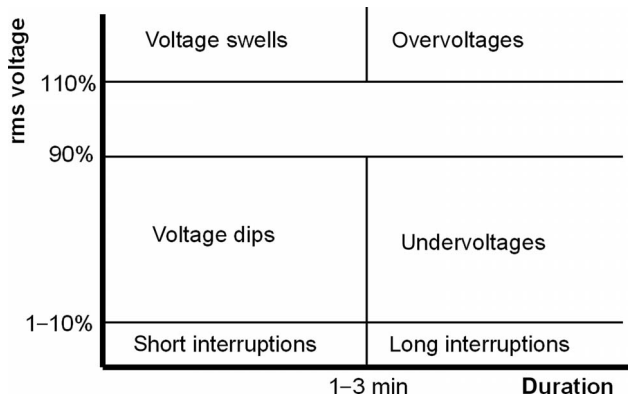 rms voltage
Voltage swells
Overvoltages
110%
90%
Voltage dips
Undervoltages
1–10%
Short interruptions
Long interruptions
1–3 min
Duration